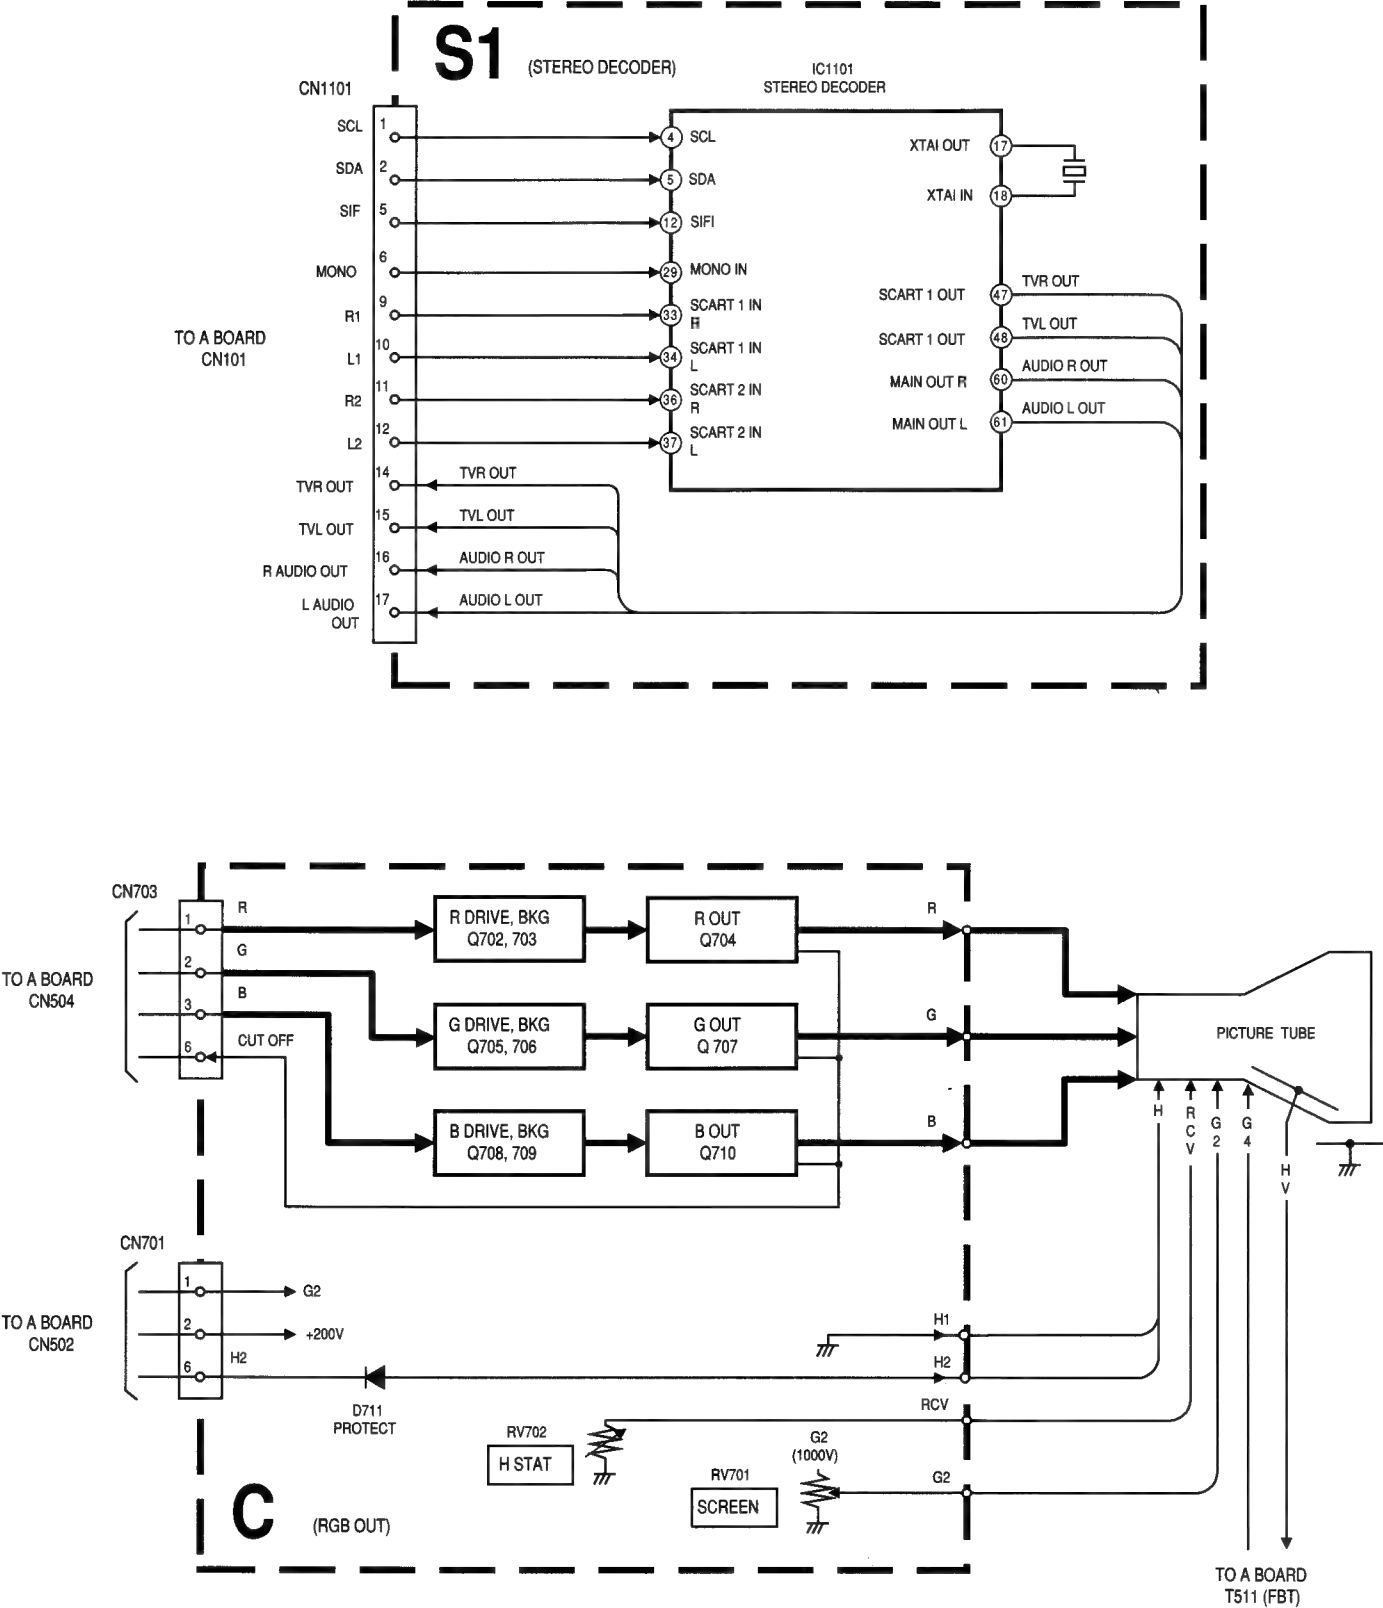 S1 (STEREO DECODER)
IC1101
STEREO DECODER
CN1101
TO A BOARD
CN101
SCL 1 4 SCL
SDA 2 5 SDA
SIF 5 12 SIFI
MONO 6 29 MONO IN
R1 9 33 SCART 1 IN
R
L1 10 34 SCART 1 IN
L
R2 11 36 SCART 2 IN
R
L2 12 37 SCART 2 IN
L
XTAI OUT 17
XTAI IN 18
SCART 1 OUT 47 TVR OUT
SCART 1 OUT 48 TVL OUT
MAIN OUT R 60 AUDIO R OUT
MAIN OUT L 61 AUDIO L OUT
TVR OUT 14 TVR OUT
TVL OUT 15 TVL OUT
R AUDIO OUT 16 AUDIO R OUT
L AUDIO
OUT
17 AUDIO L OUT
CN703
TO A BOARD
CN504
1 R
2 G
3 B
6 CUT OFF
R DRIVE, BKG
Q702, 703
R OUT
Q704
R
G DRIVE, BKG
Q705, 706
G OUT
Q 707
G
B DRIVE, BKG
Q708, 709
B OUT
Q710
B
PICTURE TUBE
H
RCV
G2
G4
HV
CN701
TO A BOARD
CN502
1 G2
2 +200V
6 H2
D711
PROTECT
H1
H2
RCV
RV702
H STAT
G2
(1000V)
RV701
SCREEN
G2
C (RGB OUT)
TO A BOARD
T511 (FBT)